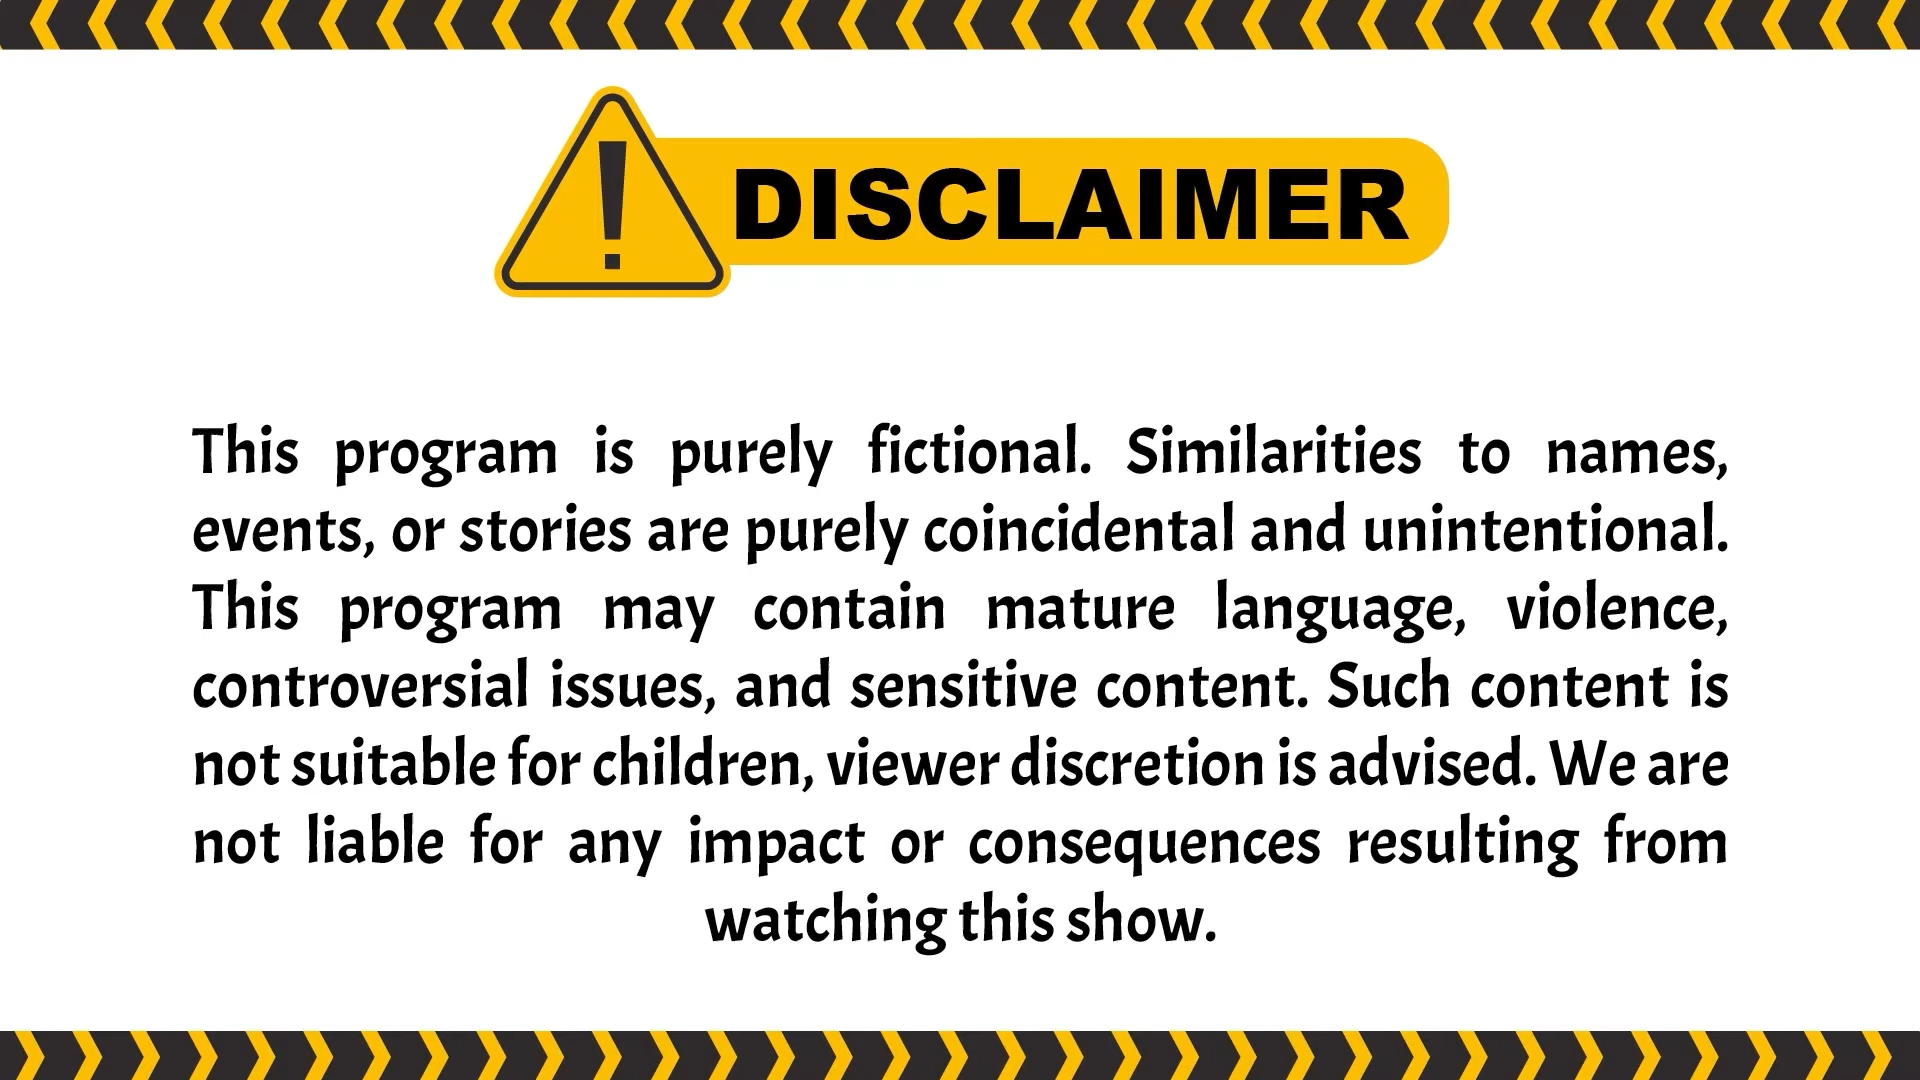 DISCLAIMER
This program is purely fictional. Similarities to names,
events, or stories are purely coincidental and unintentional.
This program may contain mature language, violence,
controversial issues, and sensitive content. Such content is
not suitable for children, viewer discretion is advised. We are
not liable for any impact or consequences resulting from
watching this show.